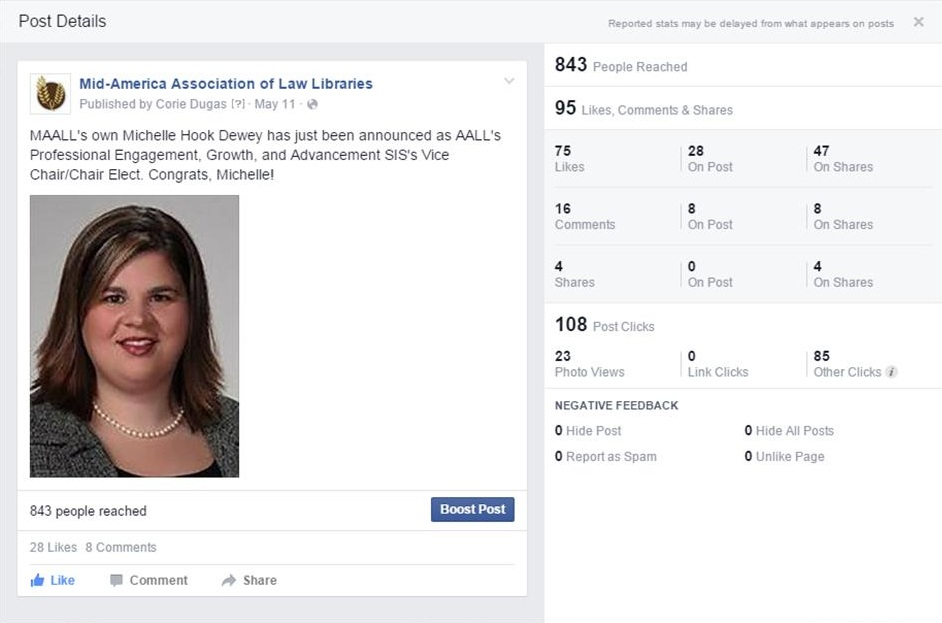 Post Details
Reported stats may be delayed from what appears on posts
Mid-America Association of Law Libraries
Published by Corie Dugas [?] · May 11 ·
MAALL's own Michelle Hook Dewey has just been announced as AALL's
Professional Engagement, Growth, and Advancement SIS's Vice
Chair/Chair Elect. Congrats, Michelle!
843 people reached
Boost Post
28 Likes 8 Comments
Like Comment Share
843 People Reached
95 Likes, Comments & Shares
75 28 47
Likes On Post On Shares
16 8 8
Comments On Post On Shares
4 0 4
Shares On Post On Shares
108 Post Clicks
23 0 85
Photo Views Link Clicks Other Clicks i
NEGATIVE FEEDBACK
0 Hide Post 0 Hide All Posts
0 Report as Spam 0 Unlike Page